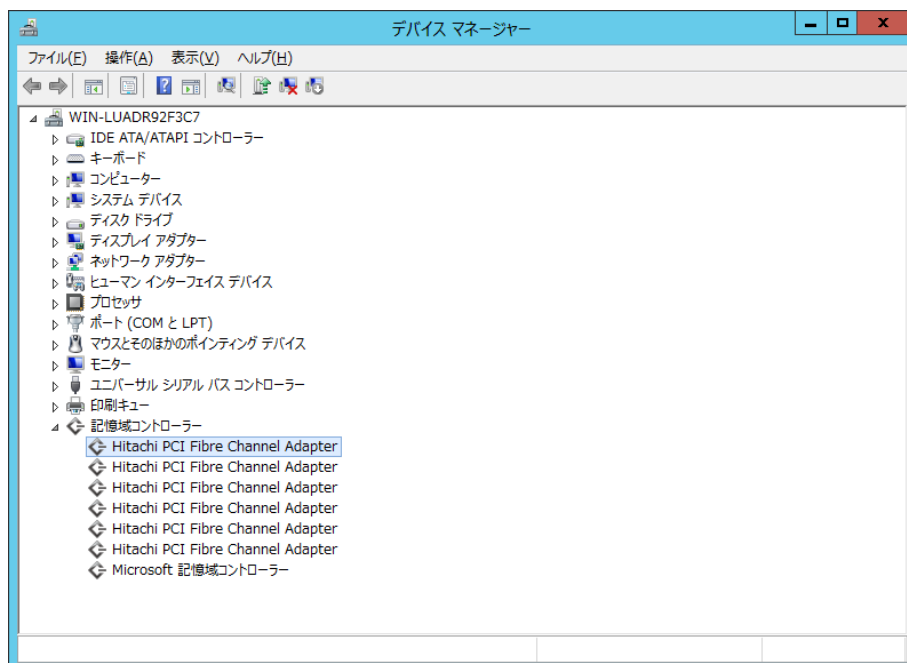 デバイス マネージャー
ファイル(F) 操作(A) 表示(V) ヘルプ(H)
WIN-LUADR92F3C7
IDE ATA/ATAPI コントローラー
キーボード
コンピューター
システム デバイス
ディスク ドライブ
ディスプレイ アダプター
ネットワーク アダプター
ヒューマン インターフェイス デバイス
プロセッサ
ポート (COM と LPT)
マウスとそのほかのポインティング デバイス
モニター
ユニバーサル シリアル バス コントローラー
印刷キュー
記憶域コントローラー
Hitachi PCI Fibre Channel Adapter
Hitachi PCI Fibre Channel Adapter
Hitachi PCI Fibre Channel Adapter
Hitachi PCI Fibre Channel Adapter
Hitachi PCI Fibre Channel Adapter
Hitachi PCI Fibre Channel Adapter
Microsoft 記憶域コントローラー